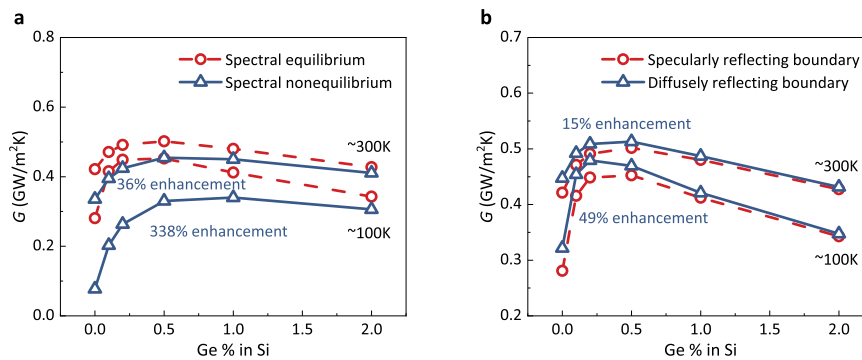 a
0.8
0.6
0.4
0.2
0.0
G (GW/m²K)
Spectral equilibrium
Spectral nonequilibrium
~300K
36% enhancement
338% enhancement
~100K
0.0 0.5 1.0 1.5 2.0
Ge % in Si
b
0.7
0.6
0.5
0.4
0.3
0.2
G (GW/m²K)
Specularly reflecting boundary
Diffusely reflecting boundary
15% enhancement
~300K
49% enhancement
~100K
0.0 0.5 1.0 1.5 2.0
Ge % in Si